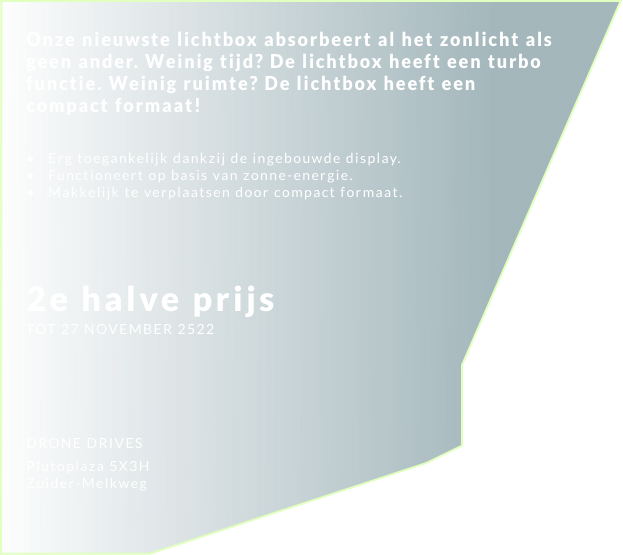 Onze nieuwste lichtbox absorbeert al het zonlicht als
geen ander. Weinig tijd? De lichtbox heeft een turbo
functie. Weinig ruimte? De lichtbox heeft een
compact formaat!
• Erg toegankelijk dankzij de ingebouwde display.
• Functioneert op basis van zonne-energie.
• Makkelijk te verplaatsen door compact formaat.
2e halve prijs
TOT 27 NOVEMBER 2522
DRONE DRIVES
Plutoplaza 5X3H
Zuider-Melkweg